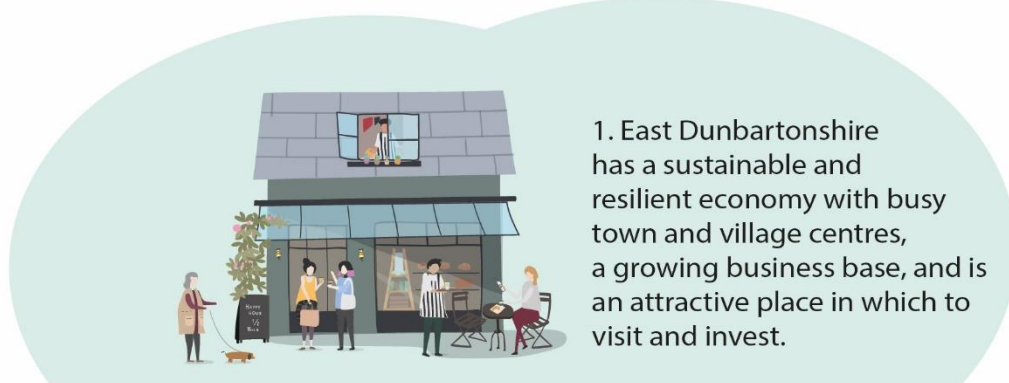 1. East Dunbartonshire
has a sustainable and
resilient economy with busy
town and village centres,
a growing business base, and is
an attractive place in which to
visit and invest.